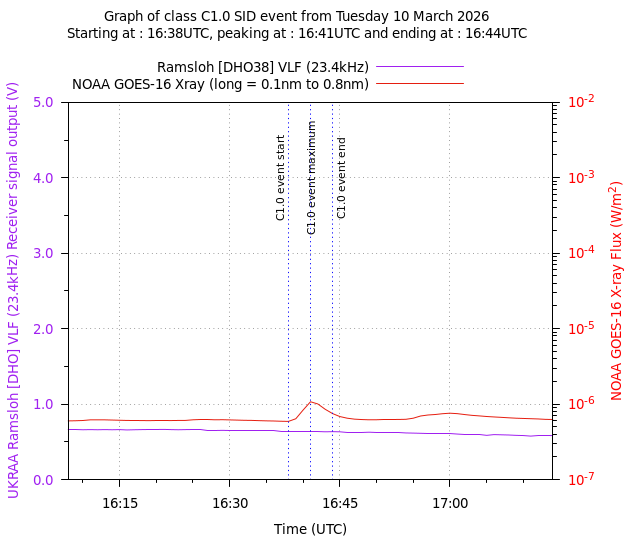 Graph of class C1.0 SID event from Tuesday 10 March 2026
Starting at : 16:38UTC, peaking at : 16:41UTC and ending at : 16:44UTC
Ramsloh [DHO38] VLF (23.4kHz)
NOAA GOES-16 Xray (long = 0.1nm to 0.8nm)
UKRAA Ramsloh [DHO] VLF (23.4kHz) Receiver signal output (V)
5.0
4.0
3.0
2.0
1.0
0.0
C1.0 event start
C1.0 event maximum
C1.0 event end
10-2
10-3
10-4
10-5
10-6
10-7
NOAA GOES-16 X-ray Flux (W/m2)
16:15
16:30
16:45
17:00
Time (UTC)